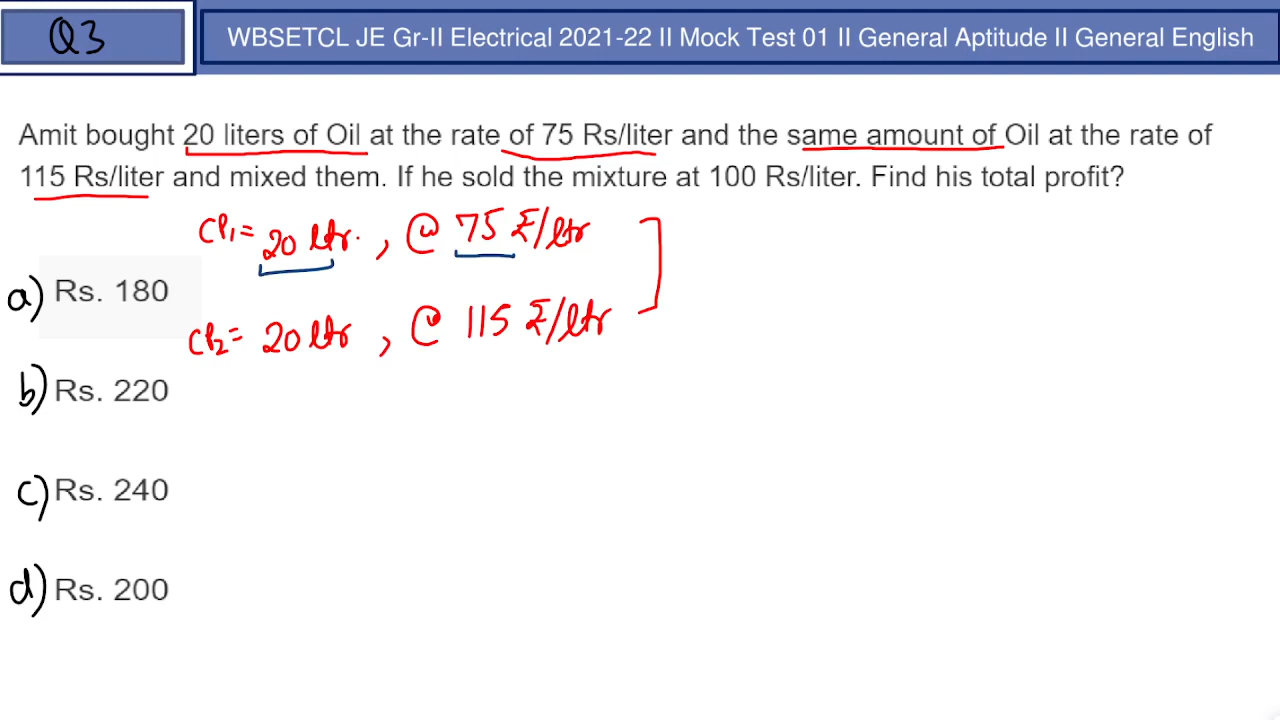 Q3
WBSETCL JE Gr-II Electrical 2021-22 II Mock Test 01 II General Aptitude II General English
Amit bought 20 liters of Oil at the rate of 75 Rs/liter and the same amount of Oil at the rate of
115 Rs/liter and mixed them. If he sold the mixture at 100 Rs/liter. Find his total profit?
CP₁ = 20 ltr. , @ 75 ₹/ltr
a) Rs. 180
CP₂ = 20 ltr , @ 115 ₹/ltr
b) Rs. 220
c) Rs. 240
d) Rs. 200